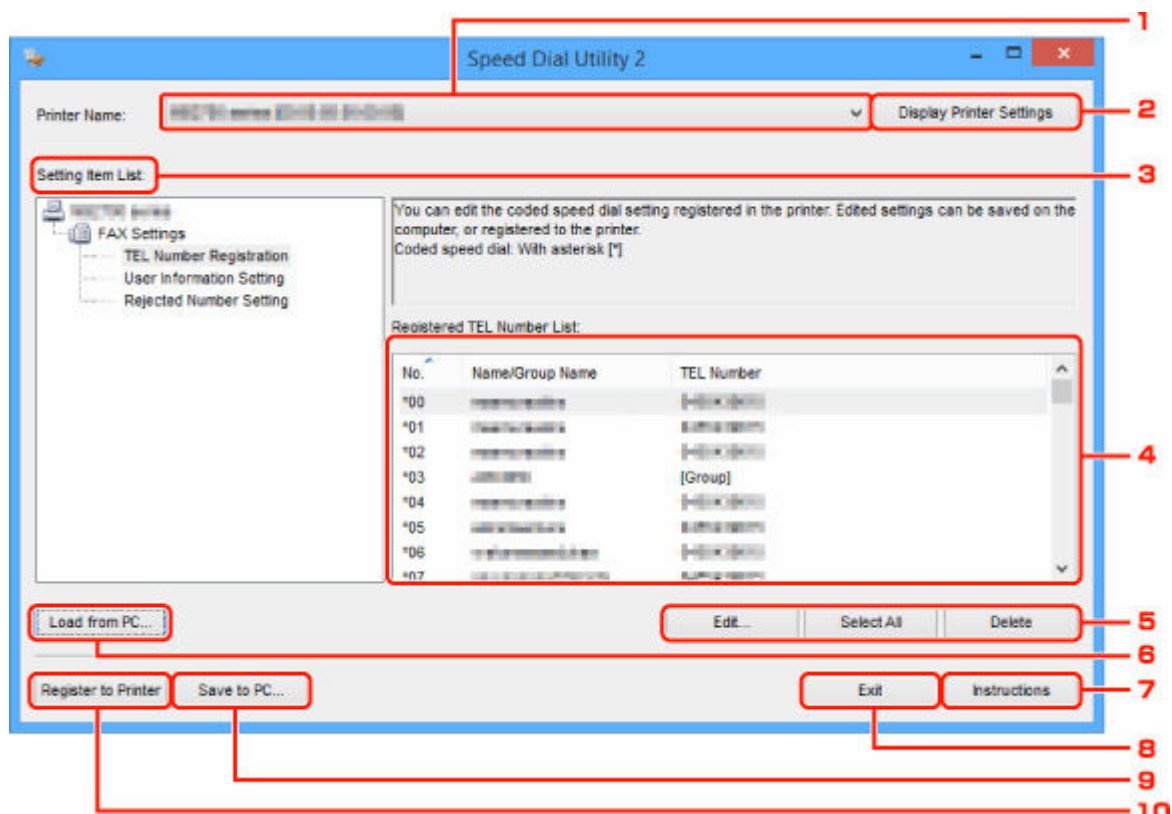 1
Speed Dial Utility 2
Printer Name:
Display Printer Settings
2
Setting Item List:
3
FAX Settings
TEL Number Registration
User Information Setting
Rejected Number Setting
You can edit the coded speed dial setting registered in the printer. Edited settings can be saved on the
computer, or registered to the printer.
Coded speed dial: With asterisk [*]
Registered TEL Number List:
No. Name/Group Name TEL Number
*00
*01
*02
*03 [Group]
*04
*05
*06
*07
4
Load from PC...
Edit... Select All Delete
5
6
Register to Printer Save to PC... Exit Instructions
7
8
9
10